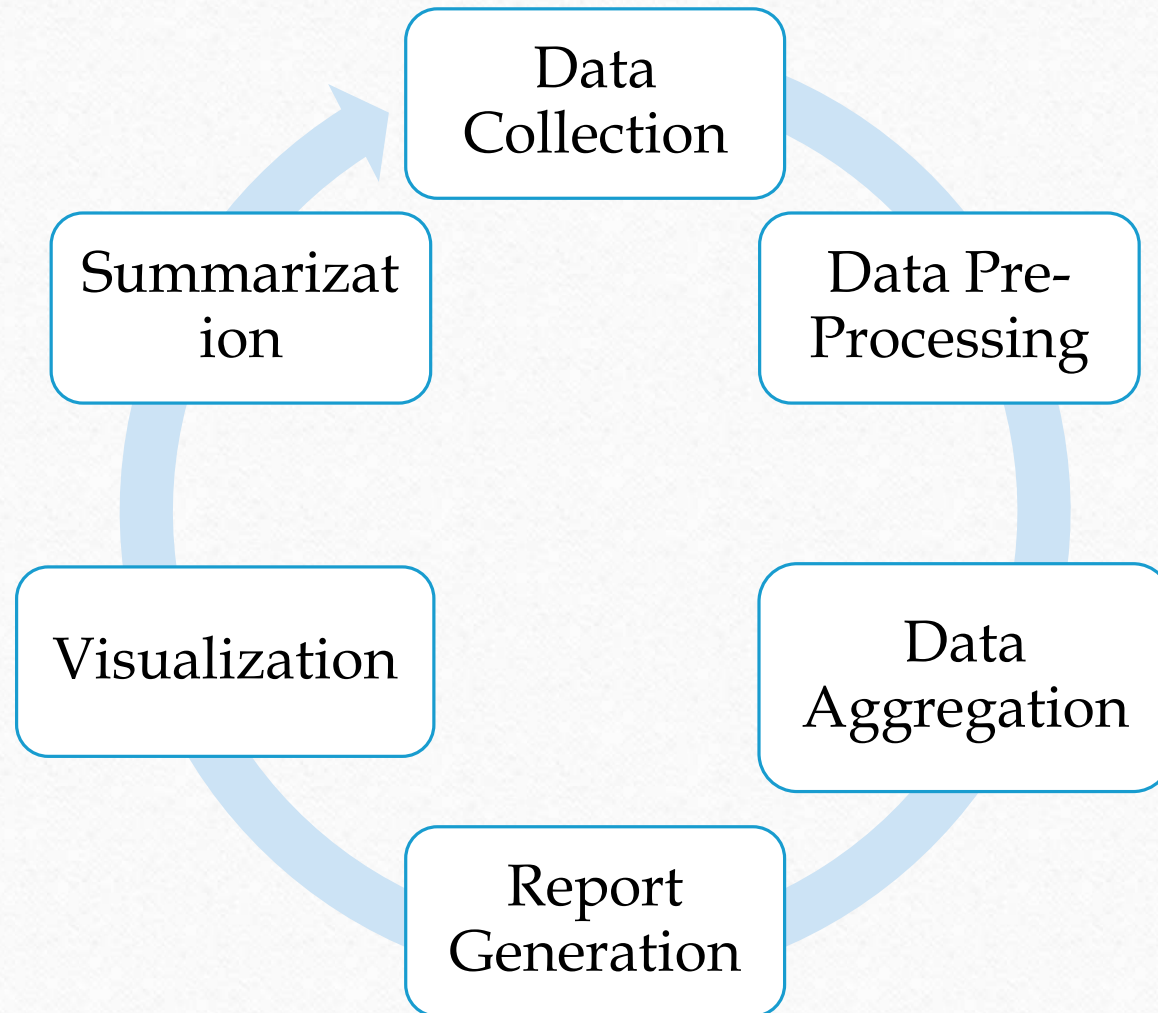 Data
Collection
Data Pre-
Processing
Data
Aggregation
Report
Generation
Visualization
Summarizat
ion